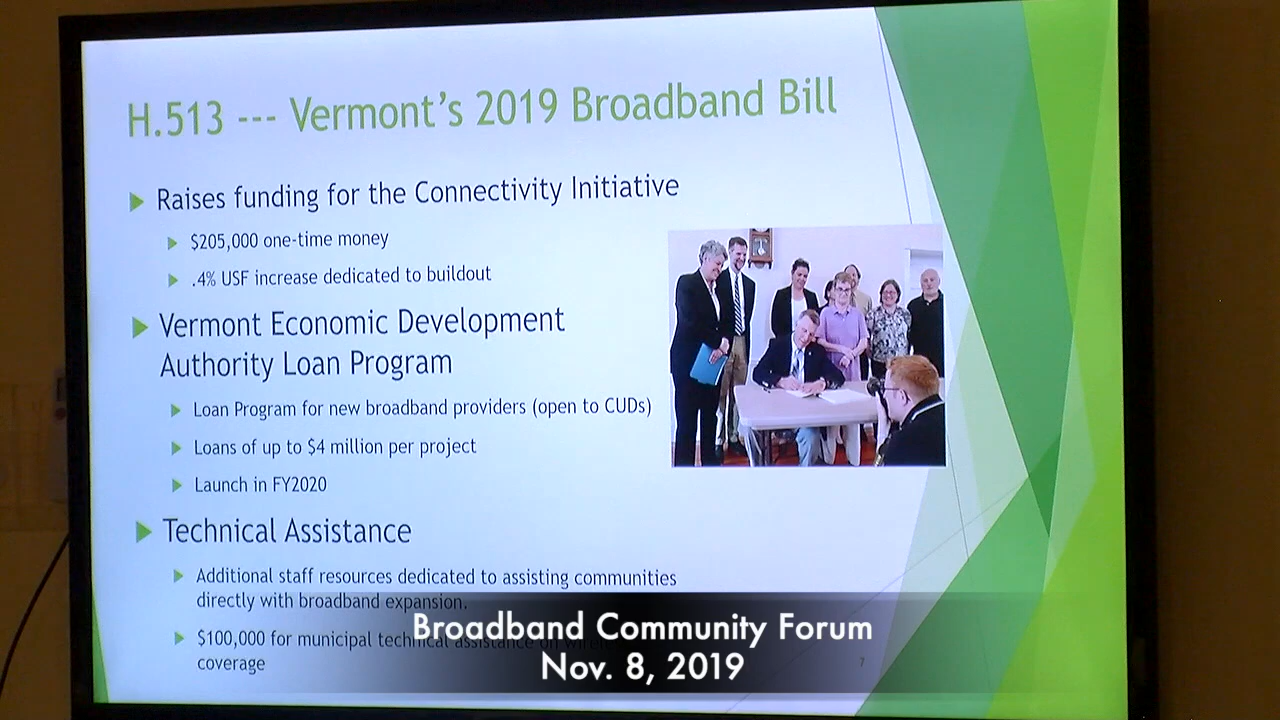 H.513 --- Vermont's 2019 Broadband Bill
Raises funding for the Connectivity Initiative
$205,000 one-time money
.4% USF increase dedicated to buildout
Vermont Economic Development
Authority Loan Program
Loan Program for new broadband providers (open to CUDs)
Loans of up to $4 million per project
Launch in FY2020
Technical Assistance
Additional staff resources dedicated to assisting communities
directly with broadband expansion.
$100,000 for municipal technical assistance on
coverage
7
Broadband Community Forum
Nov. 8, 2019